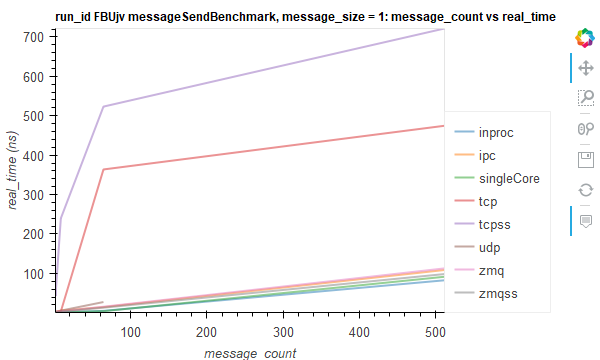 run_id FBUjv messageSendBenchmark, message_size = 1: message_count vs real_time
700
600
500
400
300
200
100
real_time (ns)
100
200
300
400
500
message_count
inproc
ipc
singleCore
tcp
tcpss
udp
zmq
zmqss